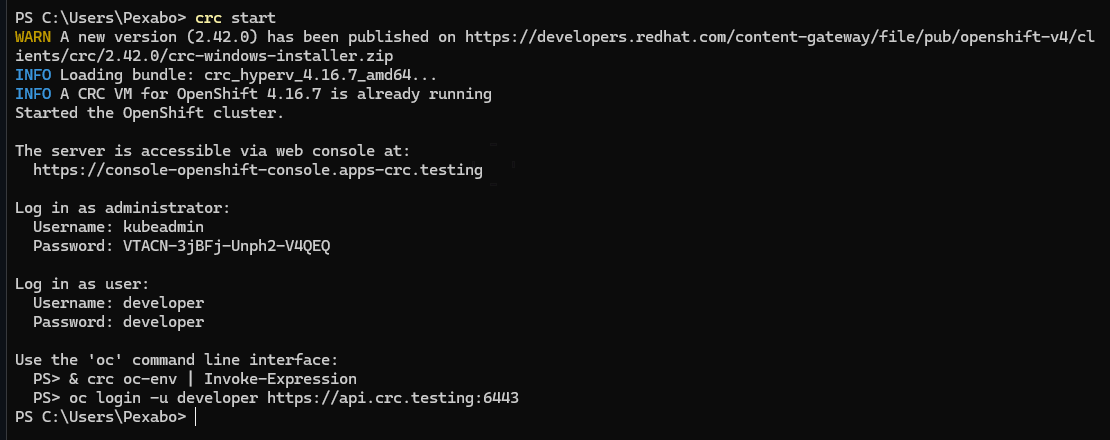 PS C:\Users\Pexabo> crc start
WARN A new version (2.42.0) has been published on https://developers.redhat.com/content-gateway/file/pub/openshift-v4/cl
ients/crc/2.42.0/crc-windows-installer.zip
INFO Loading bundle: crc_hyperv_4.16.7_amd64...
INFO A CRC VM for OpenShift 4.16.7 is already running
Started the OpenShift cluster.

The server is accessible via web console at:
  https://console-openshift-console.apps-crc.testing

Log in as administrator:
  Username: kubeadmin
  Password: VTACN-3jBFj-Unph2-V4QEQ

Log in as user:
  Username: developer
  Password: developer

Use the 'oc' command line interface:
  PS> & crc oc-env | Invoke-Expression
  PS> oc login -u developer https://api.crc.testing:6443
PS C:\Users\Pexabo>